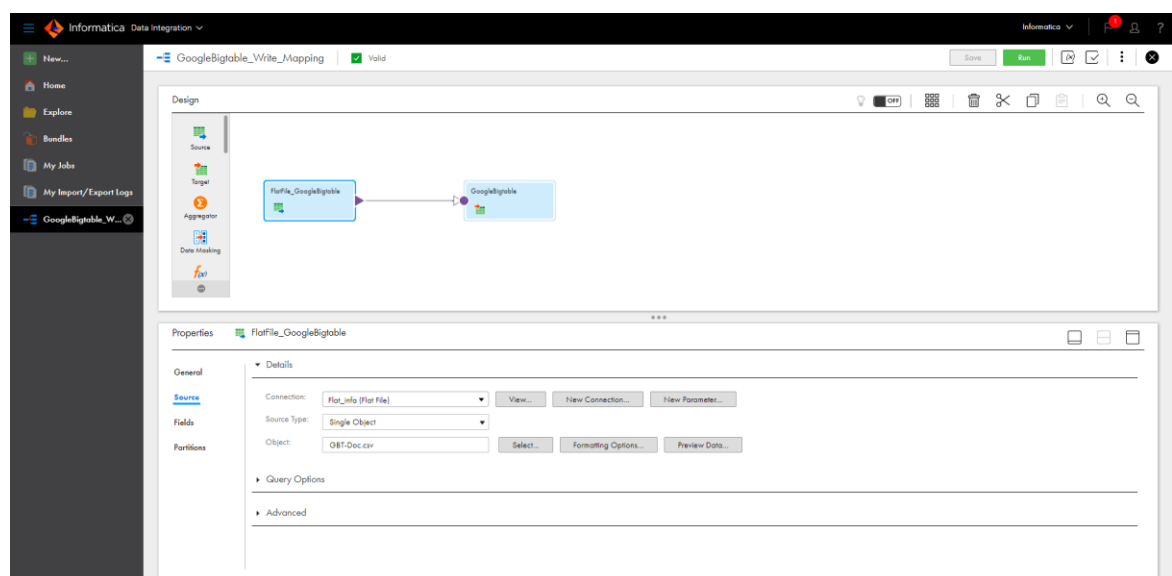 Informatica Data Integration
Informatica
1
?
New...
Home
Explore
Bundles
My Jobs
My Import/Export Logs
GoogleBigtable_W...
GoogleBigtable_Write_Mapping
Valid
Save
Run
Design
OFF
Source
Target
Aggregator
Data Masking
f(x)
FlatFile_GoogleBigtable
GoogleBigtable
Properties
FlatFile_GoogleBigtable
General
Source
Fields
Partitions
Details
Connection: Flat_info (Flat File) View... New Connection... New Parameter...
Source Type: Single Object
Object: GBT-Doc.csv Select... Formatting Options... Preview Data...
Query Options
Advanced